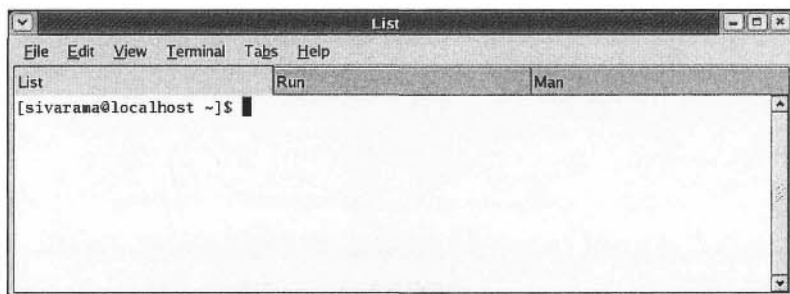 List
File Edit View Terminal Tabs Help
List Run Man
[sivarama@localhost ~]$